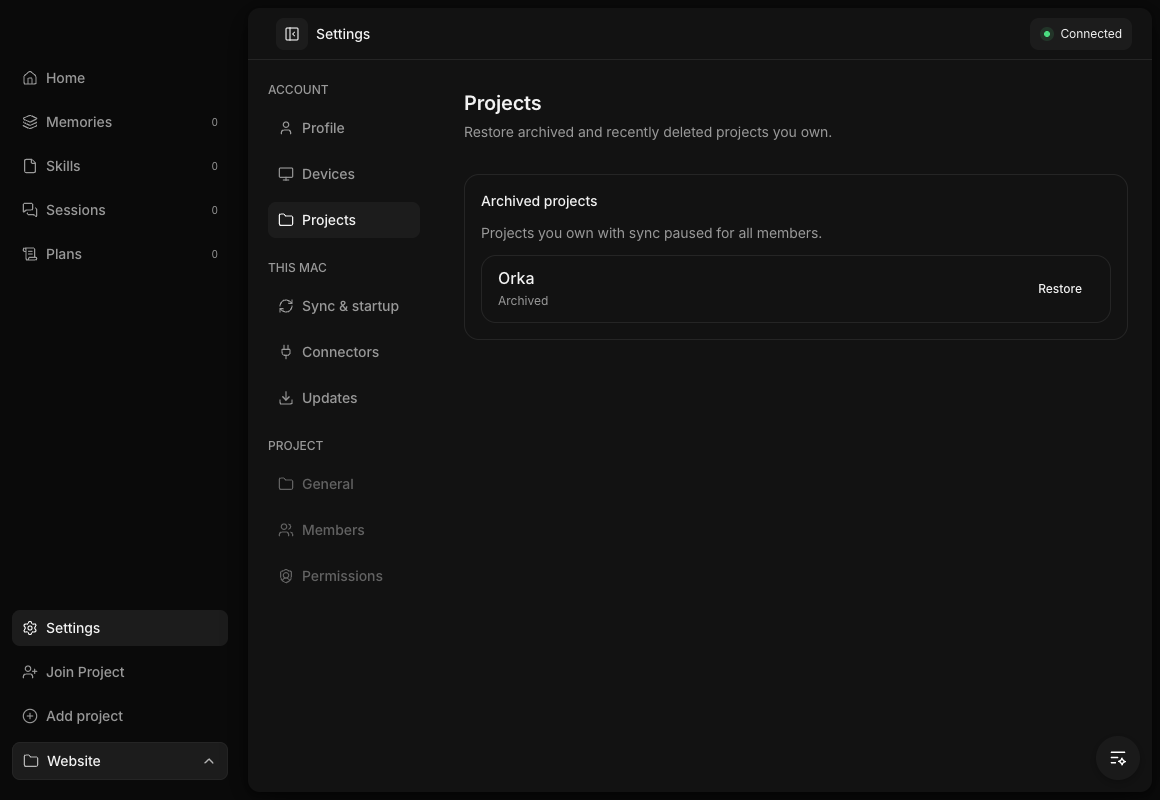 Home
Memories 0
Skills 0
Sessions 0
Plans 0
Settings
Join Project
Add project
Website
Settings
Connected
ACCOUNT
Profile
Devices
Projects
THIS MAC
Sync & startup
Connectors
Updates
PROJECT
General
Members
Permissions
Projects
Restore archived and recently deleted projects you own.
Archived projects
Projects you own with sync paused for all members.
Orka
Archived
Restore